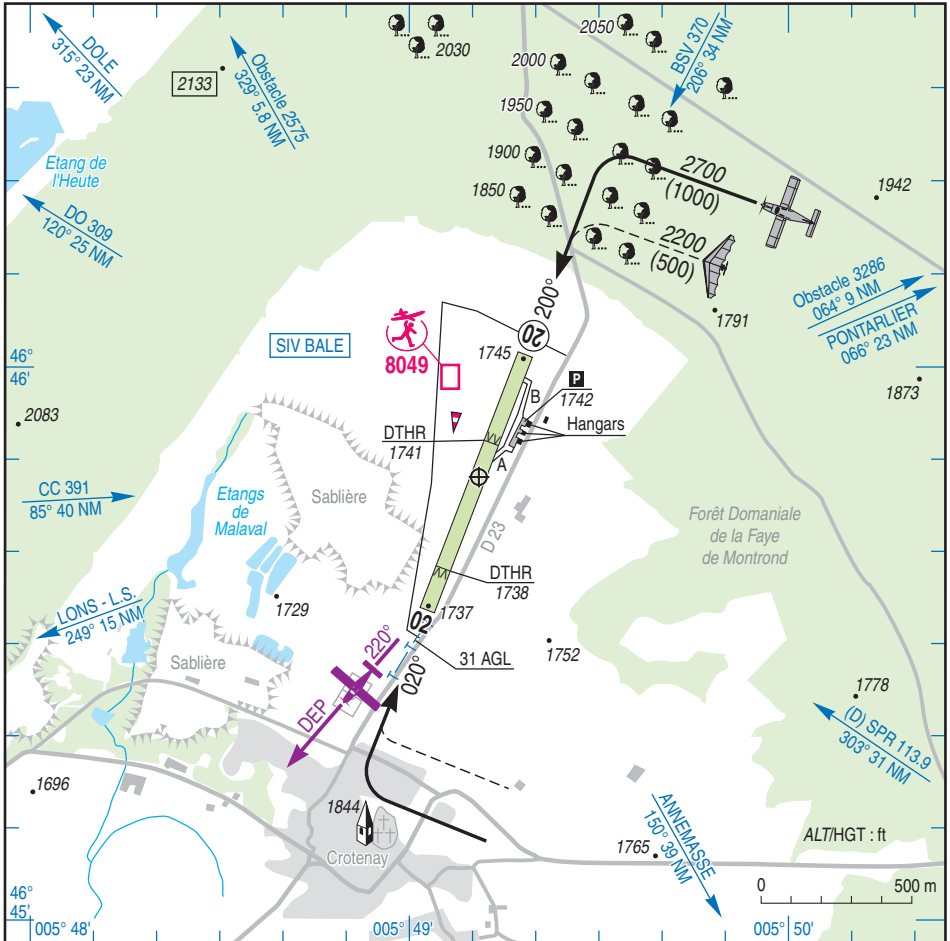 DOLE
315° 23 NM
2133
Obstacle 2575
329° 5.8 NM
2030
2050
2000
1950
1900
1850
BSV 370
206° 34 NM
2700
(1000)
2200
(500)
1942
Etang de
l'Heute
DO 309
120° 25 NM
Obstacle 3286
064° 9 NM
PONTARLIER
066° 23 NM
1791
1873
200°
20
SIV BALE
8049
1745
46°
46'
P
1742
B
Hangars
DTHR
1741
A
2083
CC 391
85° 40 NM
Etangs
de
Malaval
Sablière
D 23
Forêt Domaniale
de la Faye
de Montrond
DTHR
1738
1737
02
1729
LONS - L.S.
249° 15 NM
Sablière
31 AGL
1752
220°
020°
DEP
1778
(D) SPR 113.9
303° 31 NM
1696
1844
Crotenay
ANNEMASSE
150° 39 NM
1765
ALT/HGT : ft
0 500 m
46°
45'
005° 48'
005° 49'
005° 50'